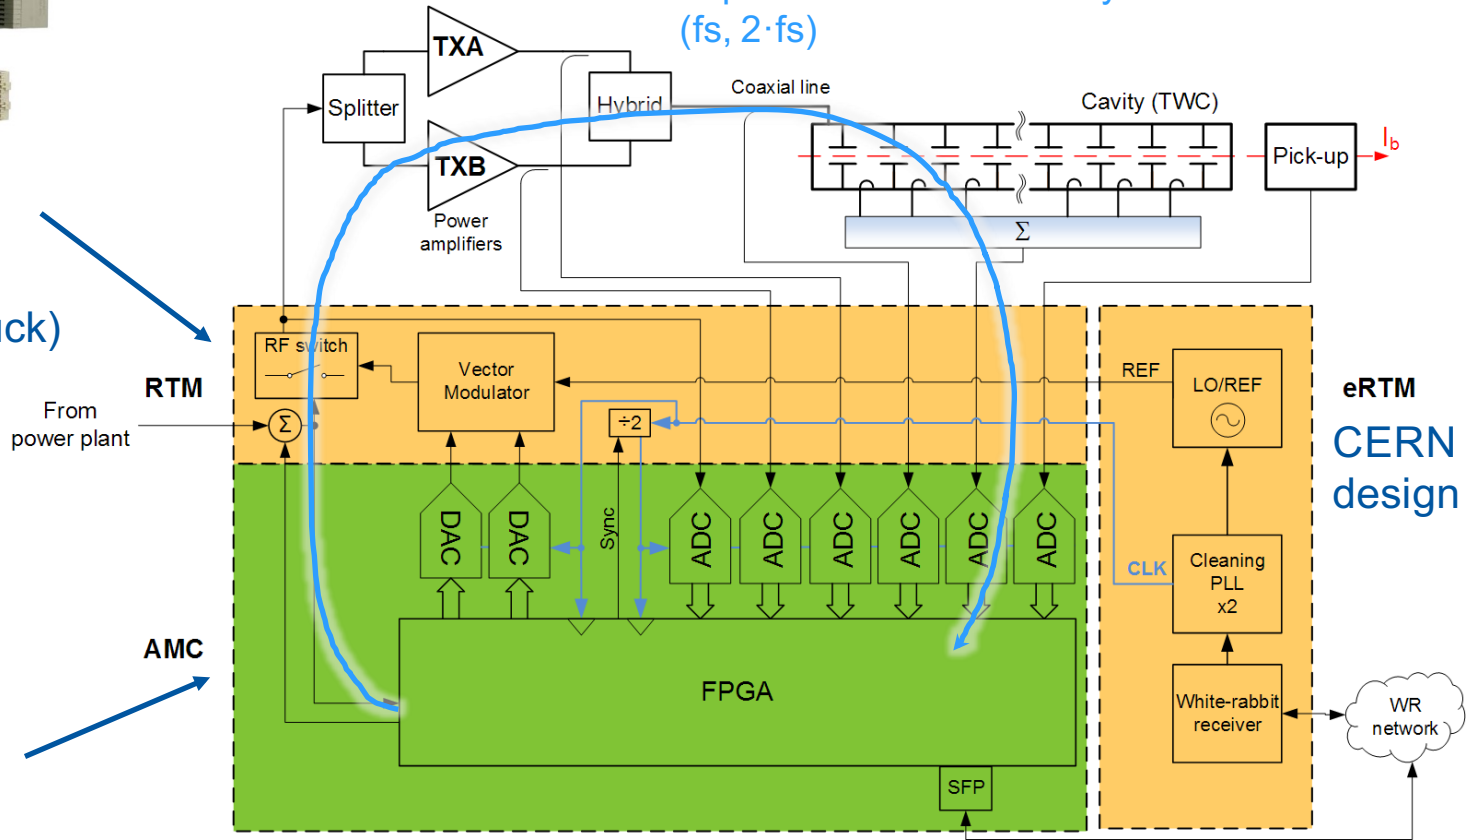 (fs, 2·fs)
TXA
Splitter
Hybrid
Coaxial line
Cavity (TWC)
TXB
Pick-up
Ib
Power
amplifiers
Σ
RF switch
Vector
Modulator
REF
LO/REF
RTM
eRTM
From
power plant
Σ
÷2
CERN
design
DAC
DAC
Sync
ADC
ADC
ADC
ADC
ADC
ADC
CLK
Cleaning
PLL
x2
AMC
FPGA
White-rabbit
receiver
WR
network
SFP